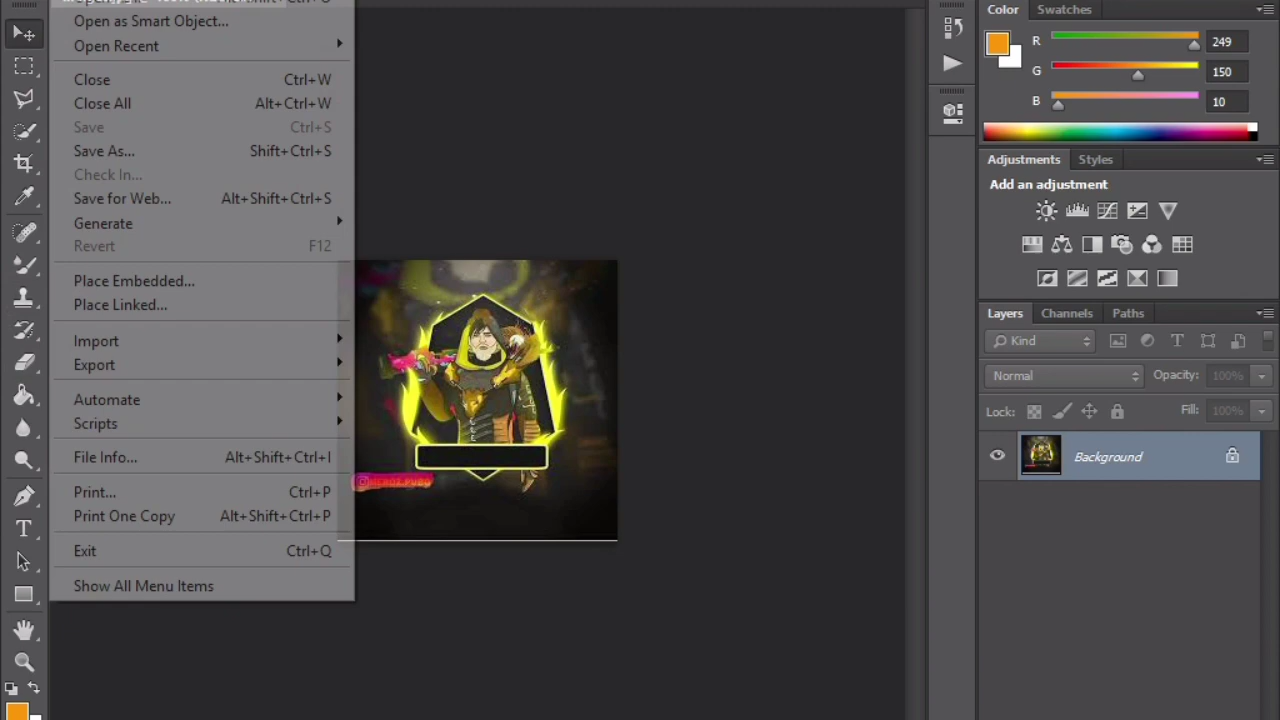 Open as Smart Object...
Open Recent
Close Ctrl+W
Close All Alt+Ctrl+W
Save Ctrl+S
Save As... Shift+Ctrl+S
Check In...
Save for Web... Alt+Shift+Ctrl+S
Generate
Revert F12
Place Embedded...
Place Linked...
Import
Export
Automate
Scripts
File Info... Alt+Shift+Ctrl+I
Print... Ctrl+P
Print One Copy Alt+Shift+Ctrl+P
Exit Ctrl+Q
Show All Menu Items
T
Color Swatches
R 249
G 150
B 10
Adjustments Styles
Add an adjustment
Layers Channels Paths
Kind
T
Normal Opacity: 100%
Lock: Fill: 100%
Background